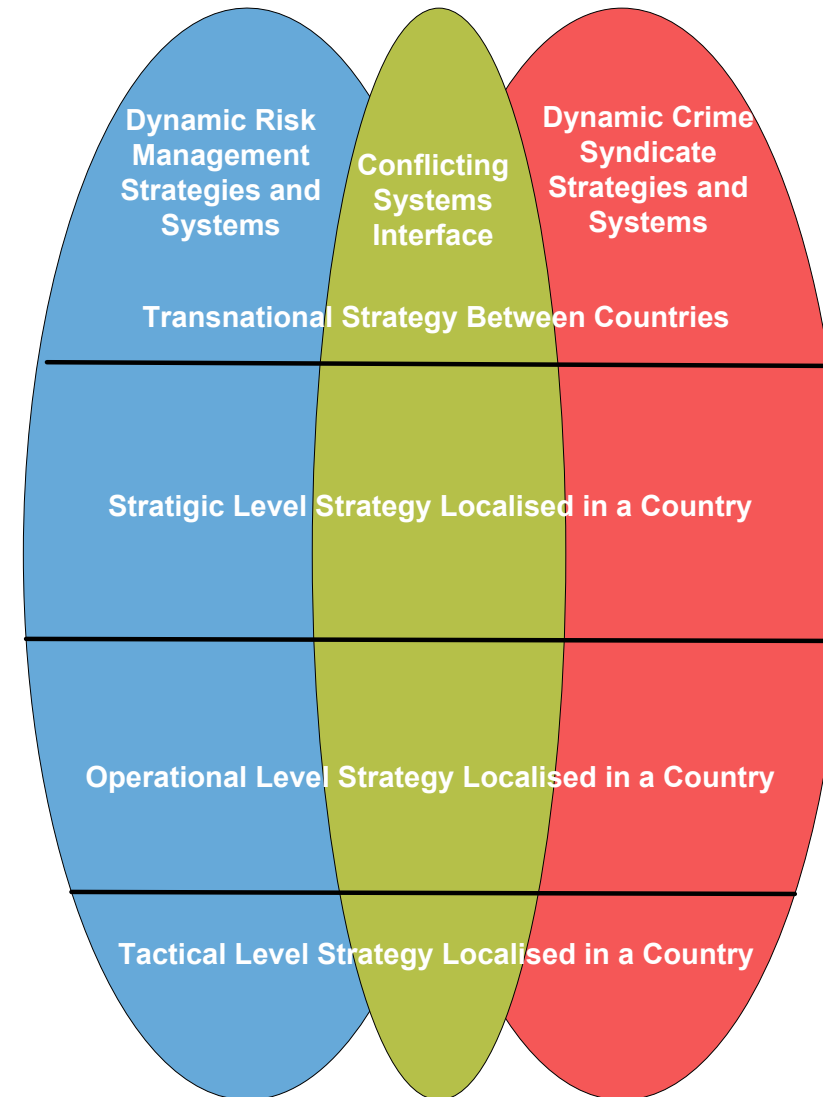 Dynamic Risk
Management
Strategies and
Systems
Conflicting
Systems
Interface
Dynamic Crime
Syndicate
Strategies and
Systems
Transnational Strategy Between Countries
Stratigic Level Strategy Localised in a Country
Operational Level Strategy Localised in a Country
Tactical Level Strategy Localised in a Country